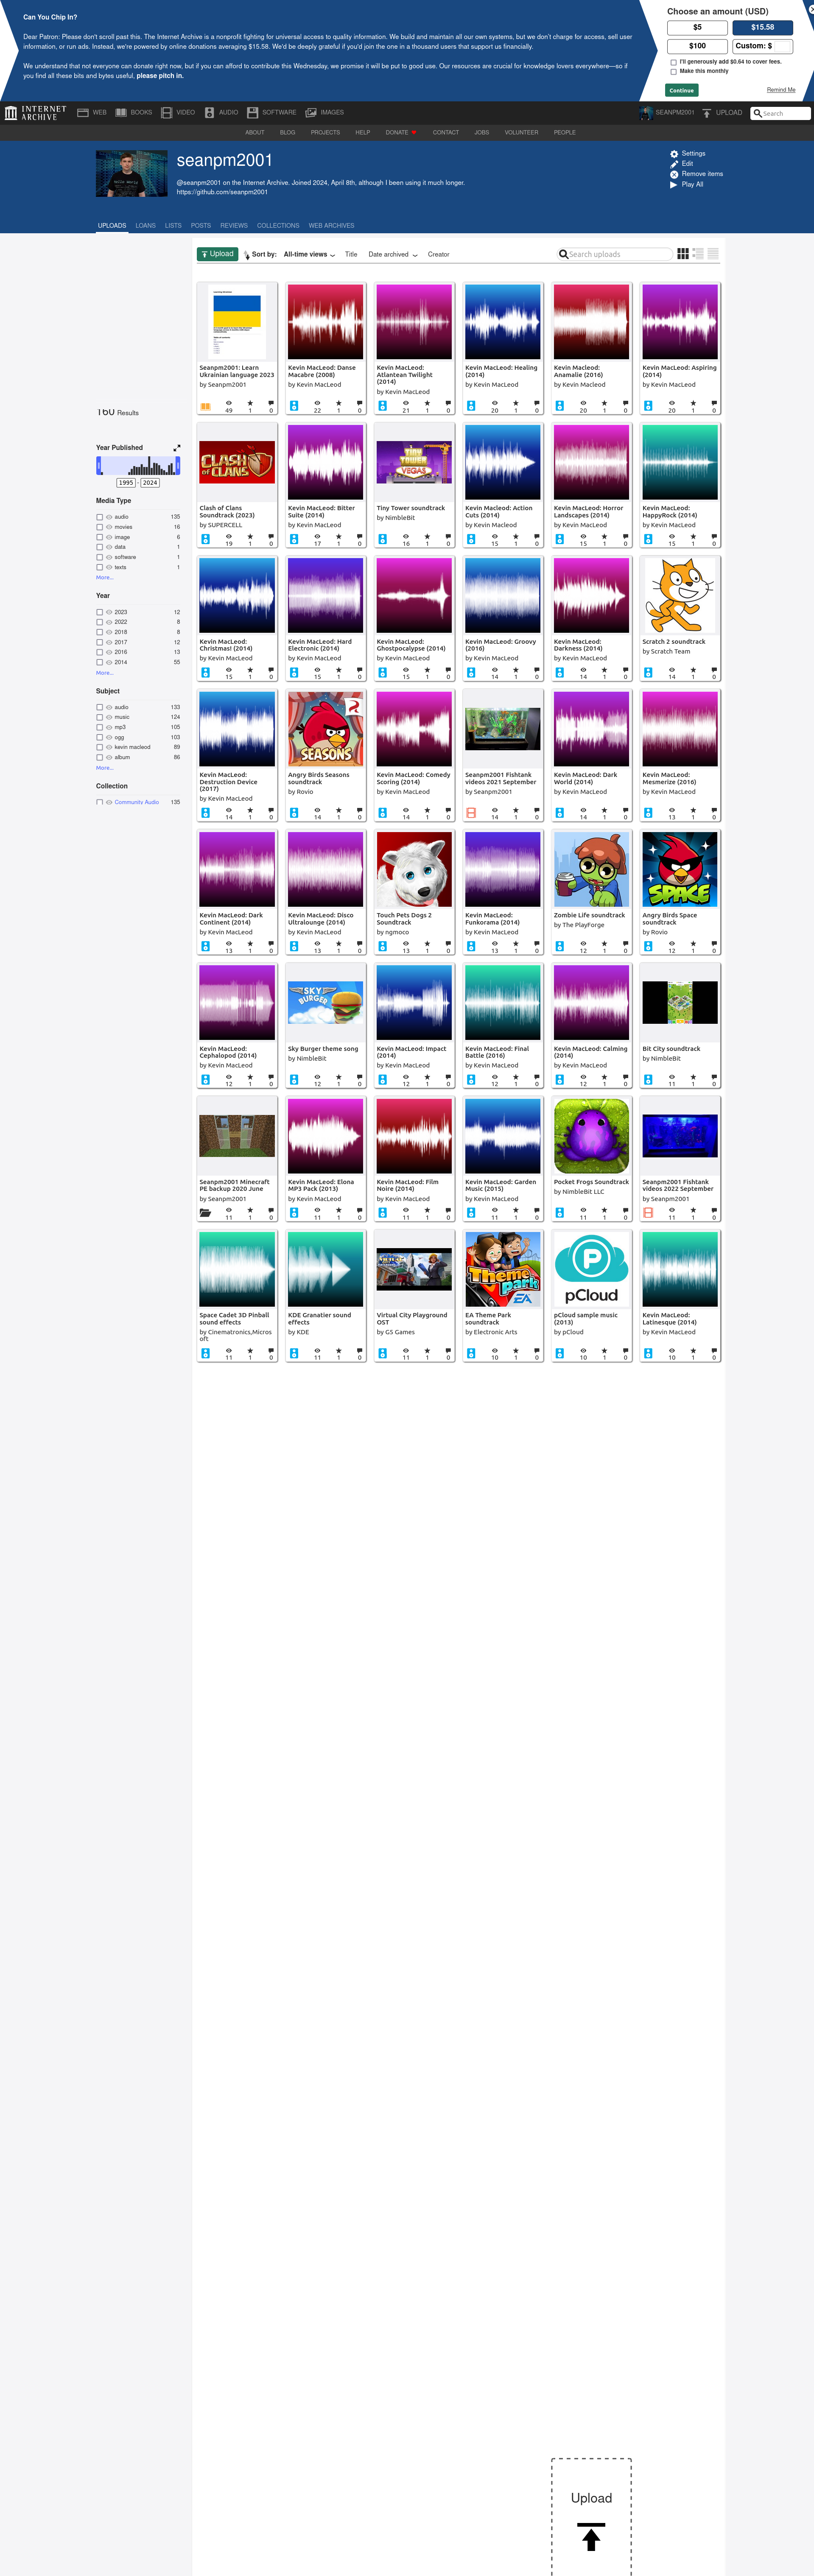 Can You Chip In?
Dear Patron: Please don't scroll past this. The Internet Archive is a nonprofit fighting for universal access to quality information. We build and maintain all our own systems, but we don't charge for access, sell user
information, or run ads. Instead, we're powered by online donations averaging $15.58. We'd be deeply grateful if you'd join the one in a thousand users that support us financially.
We understand that not everyone can donate right now, but if you can afford to contribute this Wednesday, we promise it will be put to good use. Our resources are crucial for knowledge lovers everywhere—so if
you find all these bits and bytes useful, please pitch in.
Choose an amount (USD)
$5 $15.58
$100 Custom: $
I'll generously add $0.64 to cover fees.
Make this monthly
Continue Remind Me
INTERNET ARCHIVE WEB BOOKS VIDEO AUDIO SOFTWARE IMAGES SEANPM2001 UPLOAD Search
ABOUT BLOG PROJECTS HELP DONATE CONTACT JOBS VOLUNTEER PEOPLE
seanpm2001
@seanpm2001 on the Internet Archive. Joined 2024, April 8th, although I been using it much longer.
https://github.com/seanpm2001
Settings
Edit
Remove items
Play All
UPLOADS LOANS LISTS POSTS REVIEWS COLLECTIONS WEB ARCHIVES
Upload Sort by: All-time views Title Date archived Creator Search uploads
160 Results
Year Published
1995 - 2024
Media Type
audio 135
movies 16
image 6
data 1
software 1
texts 1
More...
Year
2023 12
2022 8
2018 8
2017 12
2016 13
2014 55
More...
Subject
audio 133
music 124
mp3 105
ogg 103
kevin macleod 89
album 86
More...
Collection
Community Audio 135
Seanpm2001: Learn Ukrainian language 2023
by Seanpm2001
49 1 0
Kevin MacLeod: Danse Macabre (2008)
by Kevin MacLeod
22 1 0
Kevin MacLeod: Atlantean Twilight (2014)
by Kevin MacLeod
21 1 0
Kevin MacLeod: Healing (2014)
by Kevin MacLeod
20 1 0
Kevin Macleod: Anamalie (2016)
by Kevin Macleod
20 1 0
Kevin MacLeod: Aspiring (2014)
by Kevin MacLeod
20 1 0
Clash of Clans Soundtrack (2023)
by SUPERCELL
19 1 0
Kevin MacLeod: Bitter Suite (2014)
by Kevin MacLeod
17 1 0
Tiny Tower soundtrack
by NimbleBit
16 1 0
Kevin Macleod: Action Cuts (2014)
by Kevin Macleod
15 1 0
Kevin MacLeod: Horror Landscapes (2014)
by Kevin MacLeod
15 1 0
Kevin MacLeod: HappyRock (2014)
by Kevin MacLeod
15 1 0
Kevin MacLeod: Christmas! (2014)
by Kevin MacLeod
15 1 0
Kevin MacLeod: Hard Electronic (2014)
by Kevin MacLeod
15 1 0
Kevin MacLeod: Ghostpocalypse (2014)
by Kevin MacLeod
15 1 0
Kevin MacLeod: Groovy (2016)
by Kevin MacLeod
14 1 0
Kevin MacLeod: Darkness (2014)
by Kevin MacLeod
14 1 0
Scratch 2 soundtrack
by Scratch Team
14 1 0
Kevin MacLeod: Destruction Device (2017)
by Kevin MacLeod
14 1 0
Angry Birds Seasons soundtrack
by Rovio
14 1 0
Kevin MacLeod: Comedy Scoring (2014)
by Kevin MacLeod
14 1 0
Seanpm2001 Fishtank videos 2021 September
by Seanpm2001
14 1 0
Kevin MacLeod: Dark World (2014)
by Kevin MacLeod
14 1 0
Kevin MacLeod: Mesmerize (2016)
by Kevin MacLeod
13 1 0
Kevin MacLeod: Dark Continent (2014)
by Kevin MacLeod
13 1 0
Kevin MacLeod: Disco Ultralounge (2014)
by Kevin MacLeod
13 1 0
Touch Pets Dogs 2 Soundtrack
by ngmoco
13 1 0
Kevin MacLeod: Funkorama (2014)
by Kevin MacLeod
13 1 0
Zombie Life soundtrack
by The PlayForge
12 1 0
Angry Birds Space soundtrack
by Rovio
12 1 0
Kevin MacLeod: Cephalopod (2014)
by Kevin MacLeod
12 1 0
Sky Burger theme song
by NimbleBit
12 1 0
Kevin MacLeod: Impact (2014)
by Kevin MacLeod
12 1 0
Kevin MacLeod: Final Battle (2016)
by Kevin MacLeod
12 1 0
Kevin MacLeod: Calming (2014)
by Kevin MacLeod
12 1 0
Bit City soundtrack
by NimbleBit
11 1 0
Seanpm2001 Minecraft PE backup 2020 June
by Seanpm2001
11 1 0
Kevin MacLeod: Elona MP3 Pack (2013)
by Kevin MacLeod
11 1 0
Kevin MacLeod: Film Noire (2014)
by Kevin MacLeod
11 1 0
Kevin MacLeod: Garden Music (2015)
by Kevin MacLeod
11 1 0
Pocket Frogs Soundtrack
by NimbleBit LLC
11 1 0
Seanpm2001 Fishtank videos 2022 September
by Seanpm2001
11 1 0
Space Cadet 3D Pinball sound effects
by Cinematronics,Microsoft
11 1 0
KDE Granatier sound effects
by KDE
11 1 0
Virtual City Playground OST
by G5 Games
11 1 0
EA Theme Park soundtrack
by Electronic Arts
10 1 0
pCloud
pCloud sample music (2013)
by pCloud
10 1 0
Kevin MacLeod: Latinesque (2014)
by Kevin MacLeod
10 1 0
Upload